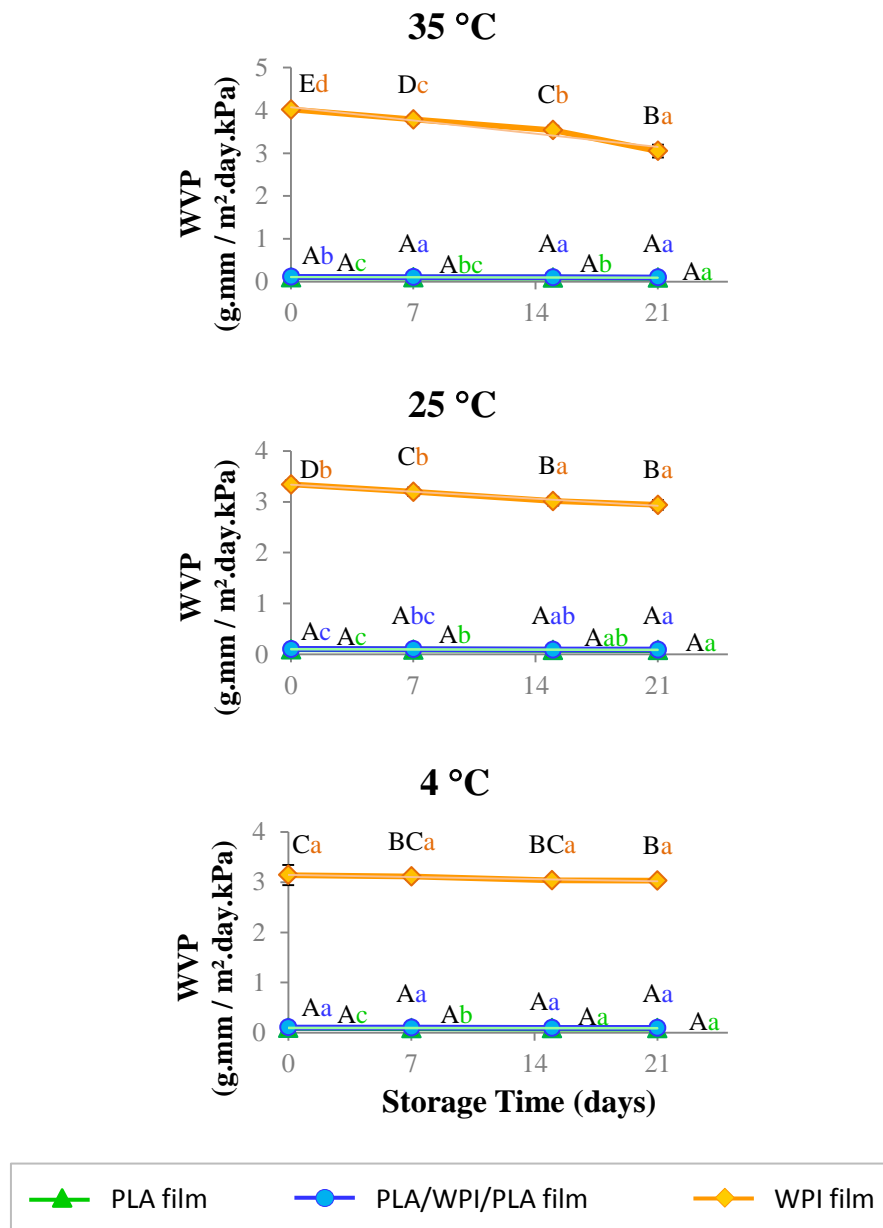 35 °C
5
4
3
2
1
0
WVP
(g.mm / m².day.kPa)
Ed Dc Cb Ba
Ab Ac Aa Abc Aa Ab Aa Aa
0 7 14 21
25 °C
4
3
2
1
0
WVP
(g.mm / m².day.kPa)
Db Cb Ba Ba
Ac Ac Abc Ab Aab Aab Aa Aa
0 7 14 21
4 °C
4
3
2
1
0
WVP
(g.mm / m².day.kPa)
Ca BCa BCa Ba
Aa Ac Aa Ab Aa Aa Aa Aa
0 7 14 21
Storage Time (days)
PLA film PLA/WPI/PLA film WPI film